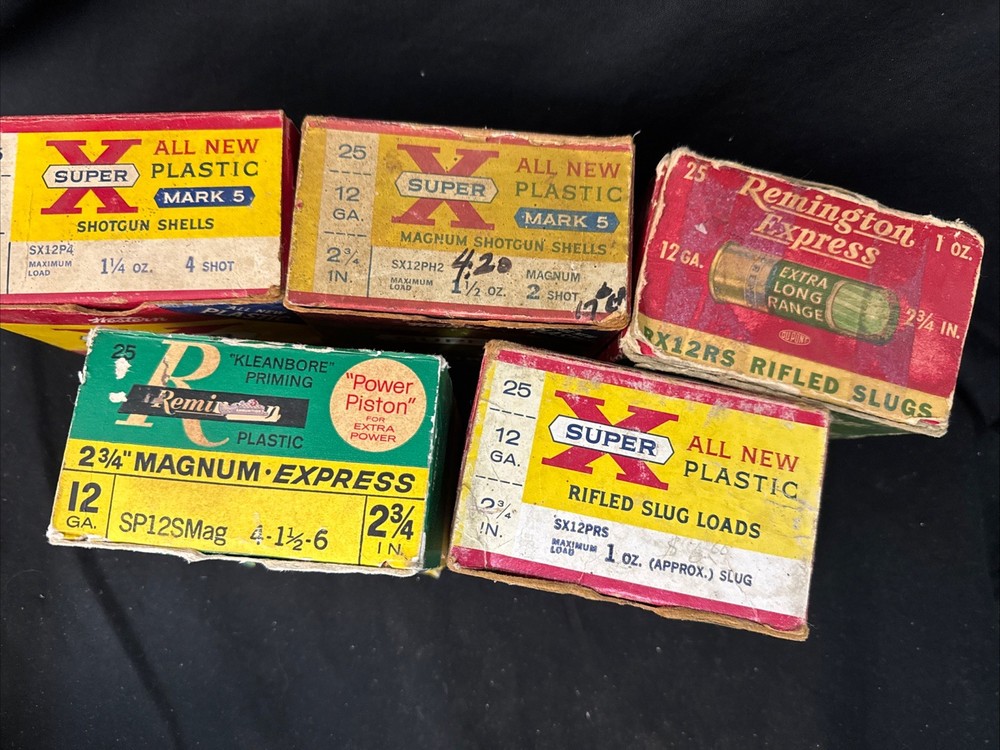 SUPER X
ALL NEW
PLASTIC
MARK 5
SHOTGUN SHELLS
SX12P4
MAXIMUM
LOAD
1¼ OZ. 4 SHOT
Western
25
12
GA.
2¾
IN.
SUPER X
ALL NEW
PLASTIC
MARK 5
MAGNUM SHOTGUN SHELLS
SX12PH2
4.20
MAXIMUM
LOAD
1½ OZ.
MAGNUM
2 SHOT
25
Remington
Express
1 OZ.
12 GA.
EXTRA
LONG
RANGE
DUPONT
2¾ IN.
RX12RS RIFLED SLUGS
25
R
"KLEANBORE"
PRIMING
Remington
PLASTIC
"Power
Piston"
FOR
EXTRA
POWER
2¾" MAGNUM·EXPRESS
12
GA.
SP12SMag 4-1½-6
2¾
IN.
25
12
GA.
2¾
IN.
SUPER X
ALL NEW
PLASTIC
RIFLED SLUG LOADS
SX12PRS
MAXIMUM
LOAD
1 OZ. (APPROX.) SLUG